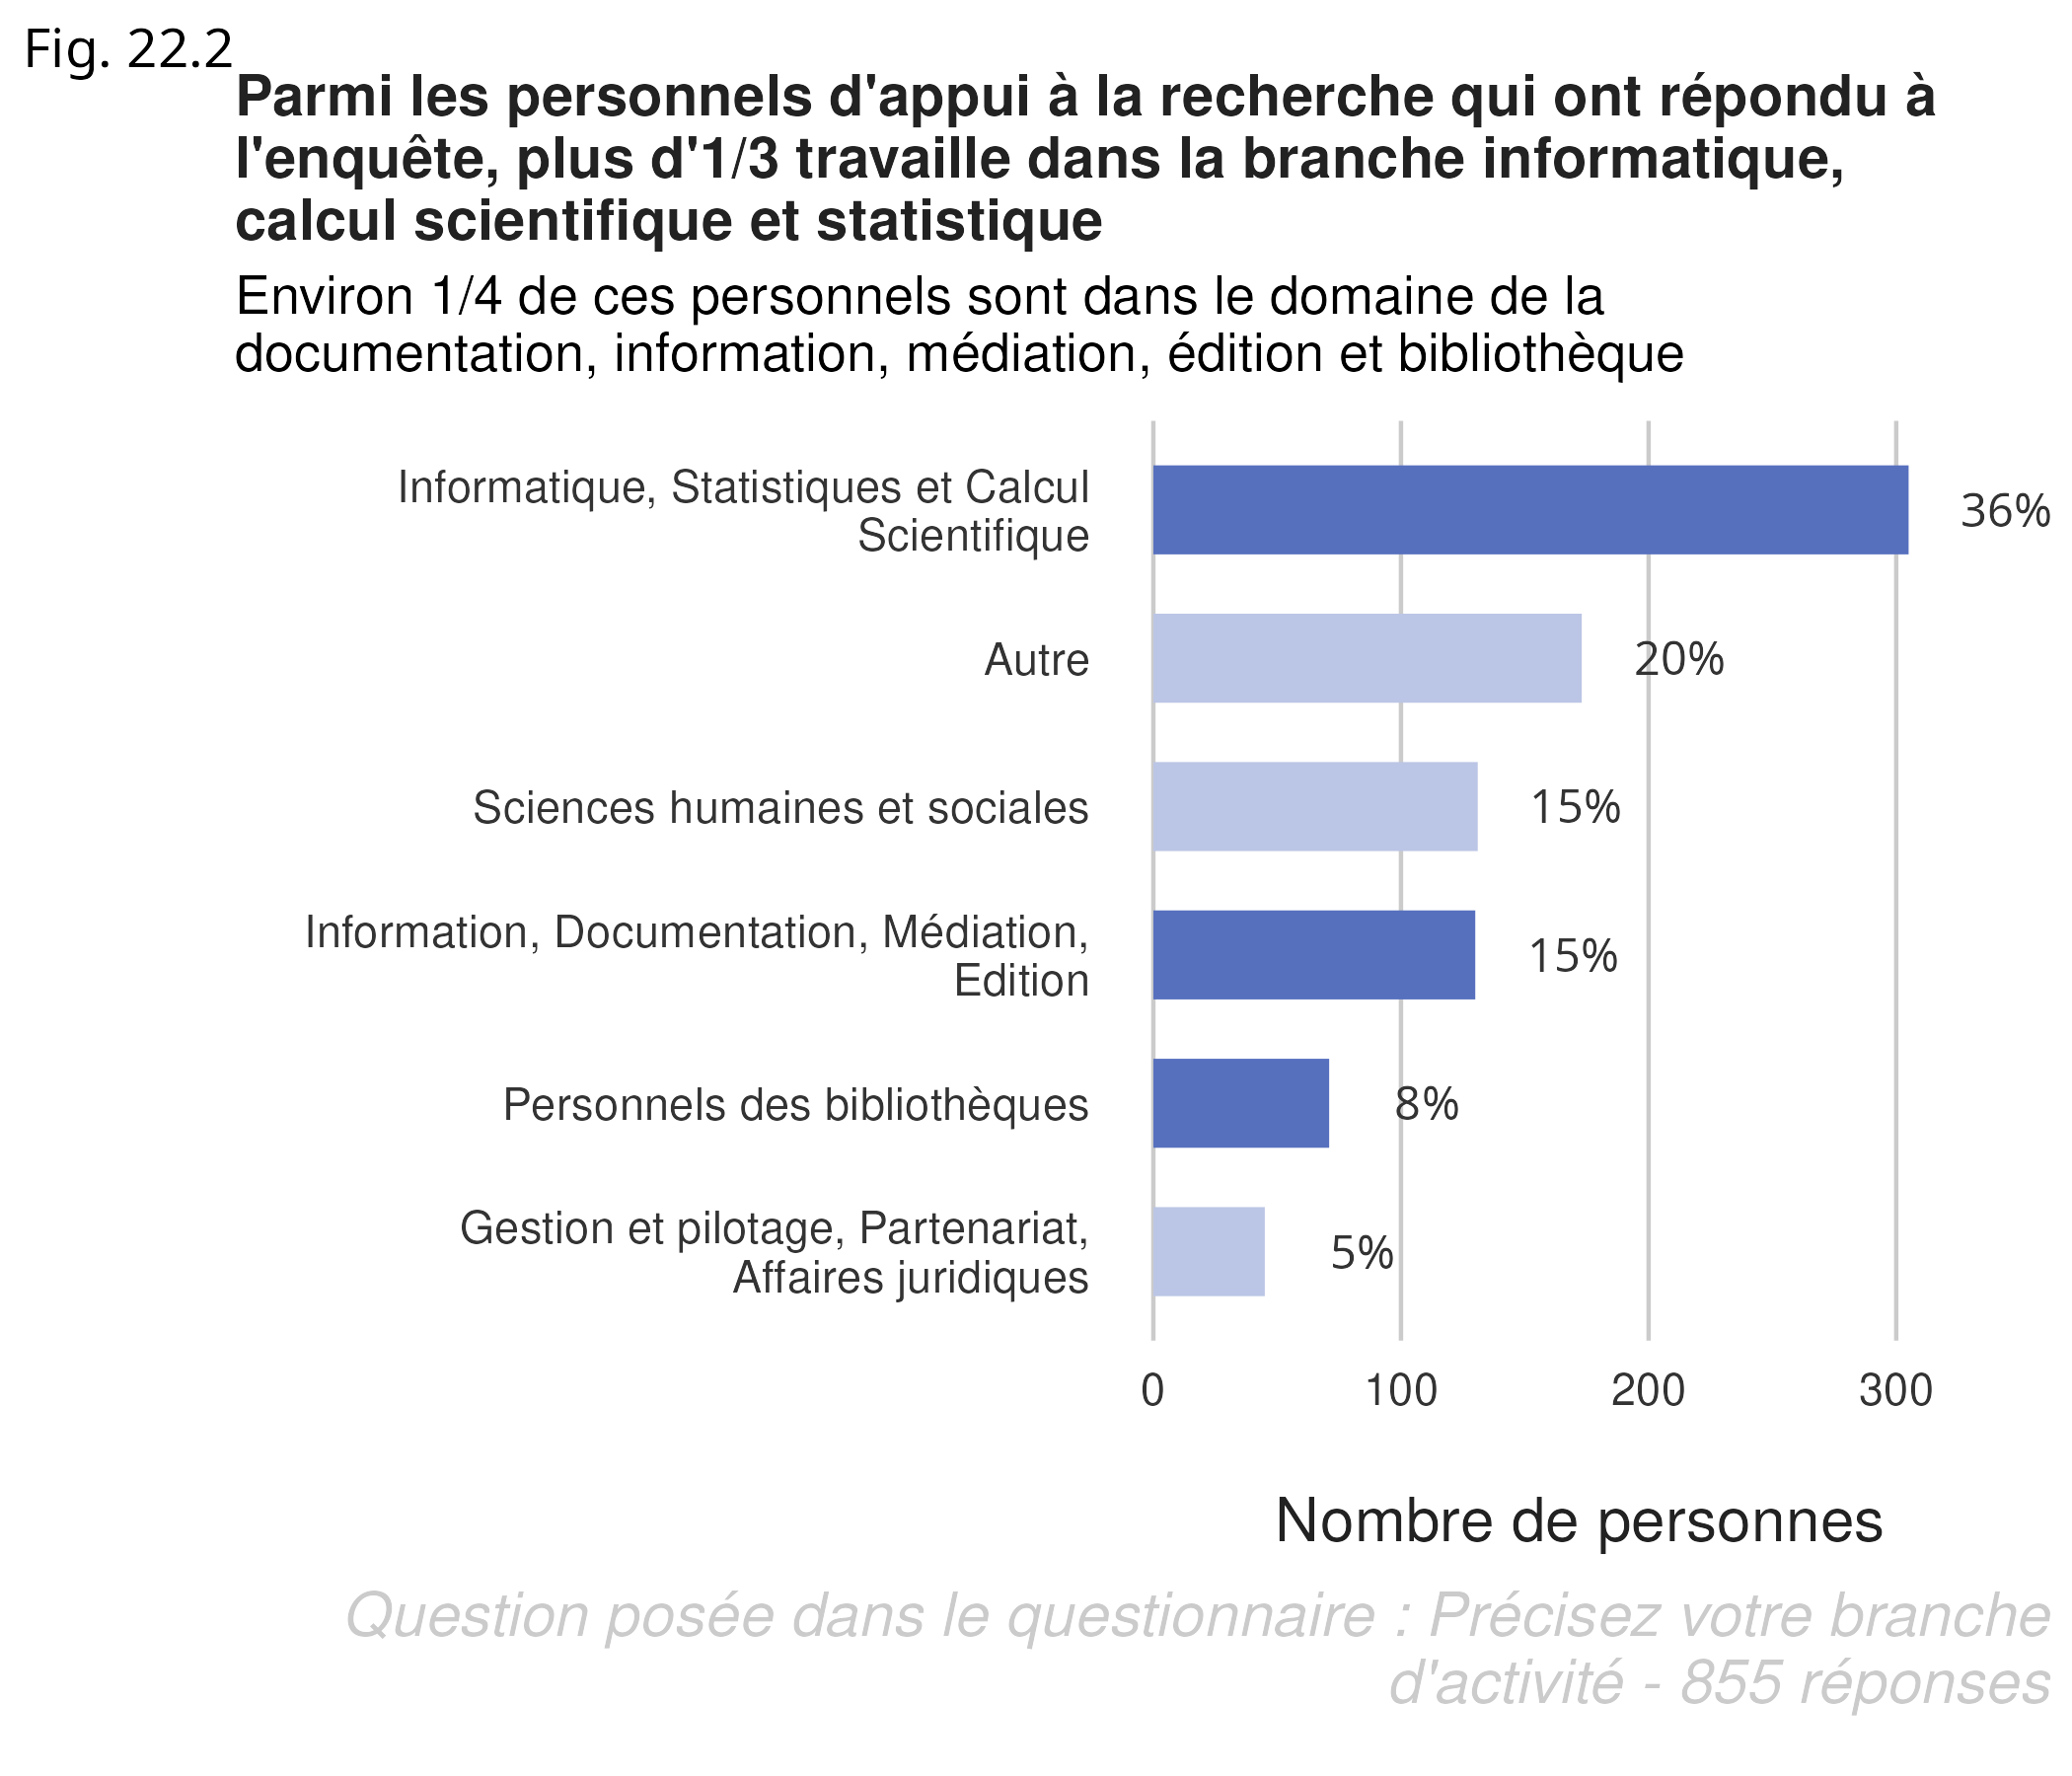 Fig. 22.2
Parmi les personnels d'appui à la recherche qui ont répondu à
l'enquête, plus d'1/3 travaille dans la branche informatique,
calcul scientifique et statistique
Environ 1/4 de ces personnels sont dans le domaine de la
documentation, information, médiation, édition et bibliothèque
Informatique, Statistiques et Calcul
Scientifique
36%
Autre
20%
Sciences humaines et sociales
15%
Information, Documentation, Médiation,
Edition
15%
Personnels des bibliothèques
8%
Gestion et pilotage, Partenariat,
Affaires juridiques
5%
0 100 200 300
Nombre de personnes
Question posée dans le questionnaire : Précisez votre branche
d'activité - 855 réponses